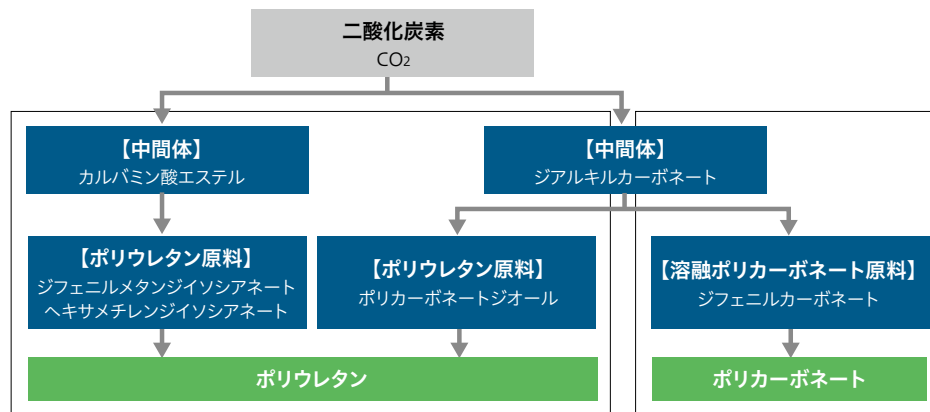 二酸化炭素
CO2
【中間体】
カルバミン酸エステル
【中間体】
ジアルキルカーボネート
【ポリウレタン原料】
ジフェニルメタンジイソシアネート
ヘキサメチレンジイソシアネート
【ポリウレタン原料】
ポリカーボネートジオール
【溶融ポリカーボネート原料】
ジフェニルカーボネート
ポリウレタン
ポリカーボネート